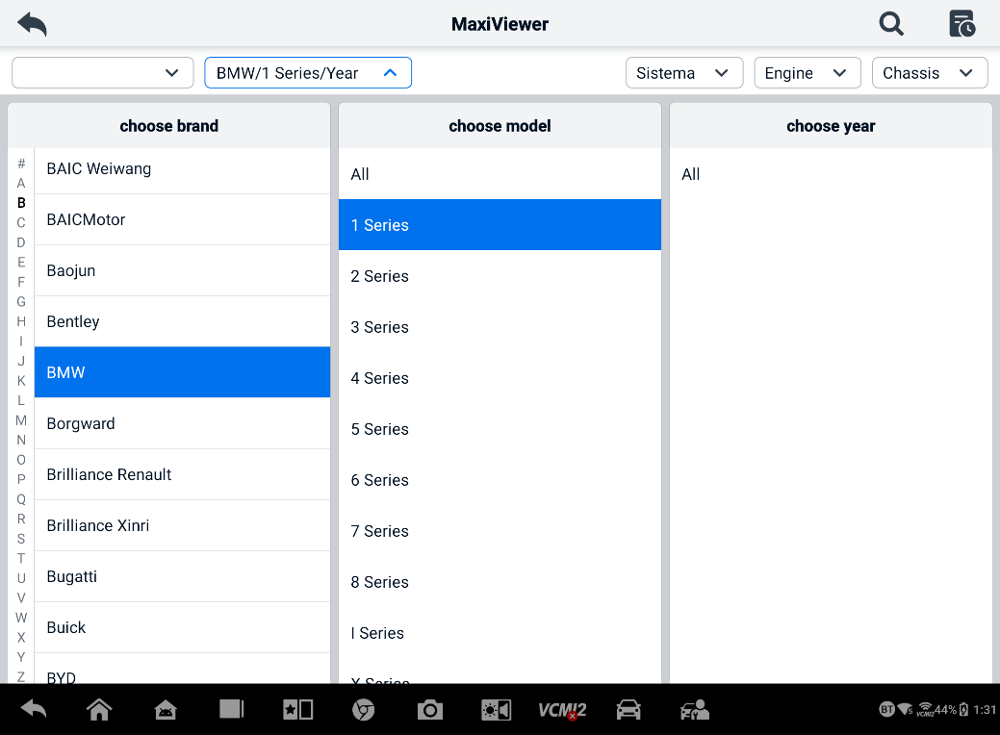 MaxiViewer
BMW/1 Series/Year
Sistema
Engine
Chassis
choose brand
choose model
choose year
#
A
B
C
D
E
F
G
H
I
J
K
L
M
N
O
P
Q
R
S
T
U
V
W
X
Y
Z
BAIC Weiwang
BAICMotor
Baojun
Bentley
BMW
Borgward
Brilliance Renault
Brilliance Xinri
Bugatti
Buick
BYD
All
1 Series
2 Series
3 Series
4 Series
5 Series
6 Series
7 Series
8 Series
I Series
X Series
All
VCMI2
BT
5
VCMI2
44%
1:31